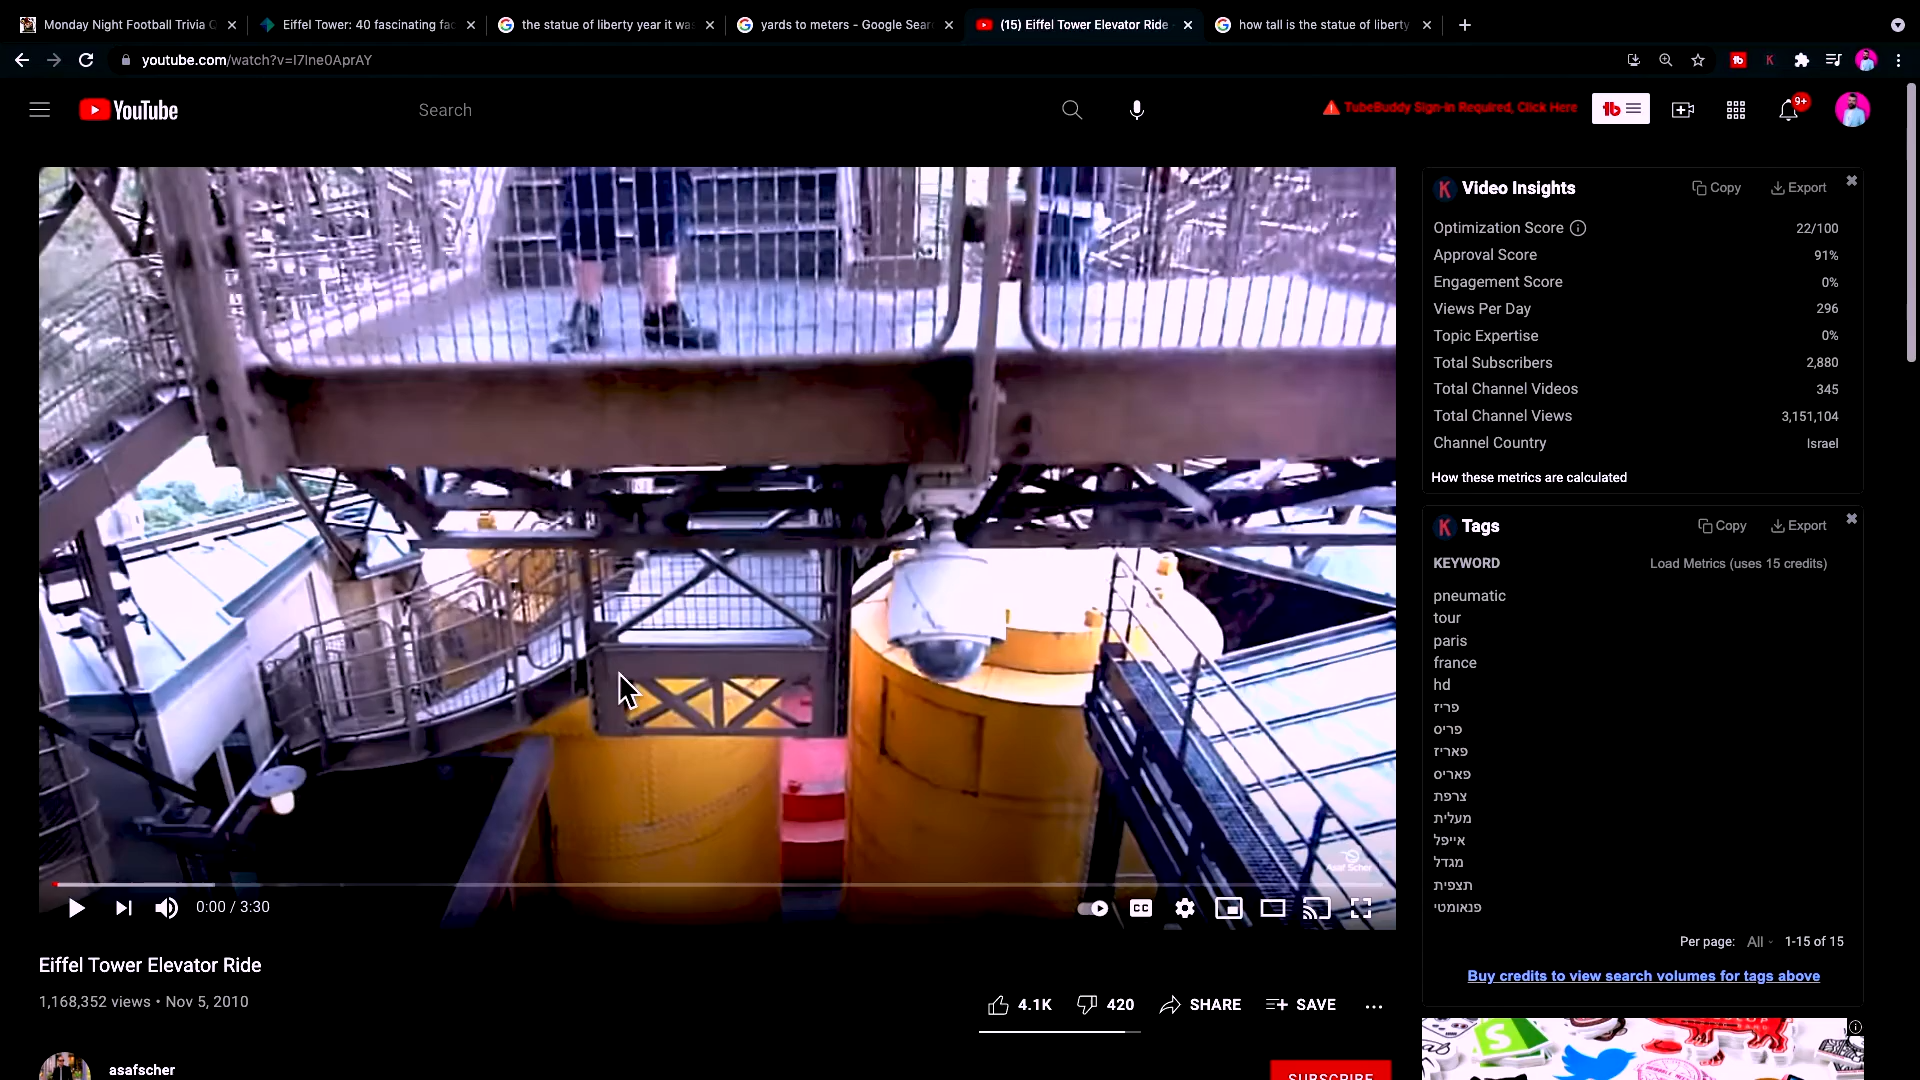 Monday Night Football Trivia Q
Eiffel Tower: 40 fascinating fac
the statue of liberty year it was
yards to meters - Google Sear
(15) Eiffel Tower Elevator Ride
how tall is the statue of liberty
youtube.com/watch?v=I7lne0AprAY
YouTube
Search
TubeBuddy Sign-in Required, Click Here
tb
9+
Video Insights
Copy
Export
Optimization Score 22/100
Approval Score 91%
Engagement Score 0%
Views Per Day 296
Topic Expertise 0%
Total Subscribers 2,880
Total Channel Videos 345
Total Channel Views 3,151,104
Channel Country Israel
How these metrics are calculated
Tags
Copy
Export
KEYWORD
Load Metrics (uses 15 credits)
pneumatic
tour
paris
france
hd
פריז
פריס
פאריז
פאריס
צרפת
מעלית
אייפל
מגדל
תצפית
פנאומטי
Per page: All 1-15 of 15
Buy credits to view search volumes for tags above
Asaf Scher
0:00 / 3:30
CC
Eiffel Tower Elevator Ride
1,168,352 views • Nov 5, 2010
4.1K
420
SHARE
SAVE
asafscher
SUBSCRIBE